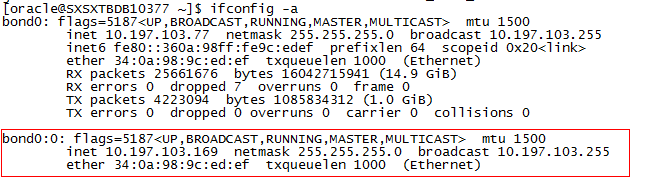 [oracle@SXSXTBDB10377 ~]$ ifconfig -a
bond0: flags=5187<UP,BROADCAST,RUNNING,MASTER,MULTICAST>  mtu 1500
        inet 10.197.103.77  netmask 255.255.255.0  broadcast 10.197.103.255
        inet6 fe80::360a:98ff:fe9c:edef  prefixlen 64  scopeid 0x20<link>
        ether 34:0a:98:9c:ed:ef  txqueuelen 1000  (Ethernet)
        RX packets 25661676  bytes 16042715941 (14.9 GiB)
        RX errors 0  dropped 7  overruns 0  frame 0
        TX packets 4223094  bytes 1085834312 (1.0 GiB)
        TX errors 0  dropped 0 overruns 0  carrier 0  collisions 0
bond0:0: flags=5187<UP,BROADCAST,RUNNING,MASTER,MULTICAST>  mtu 1500
        inet 10.197.103.169  netmask 255.255.255.0  broadcast 10.197.103.255
        ether 34:0a:98:9c:ed:ef  txqueuelen 1000  (Ethernet)